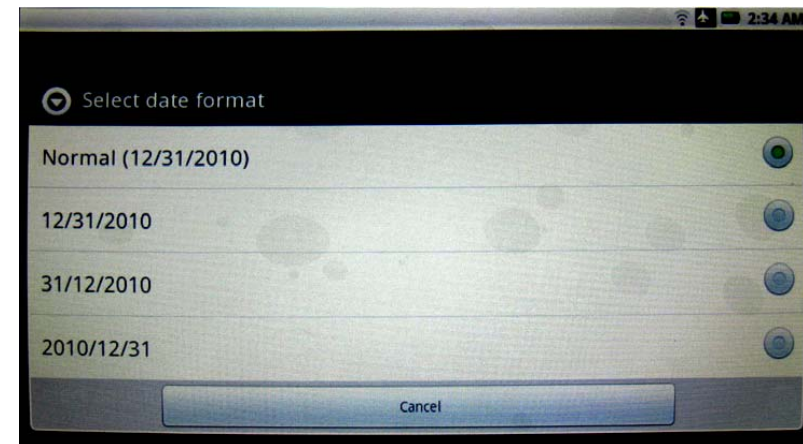 2:34 AM
Select date format
Normal (12/31/2010)
12/31/2010
31/12/2010
2010/12/31
Cancel